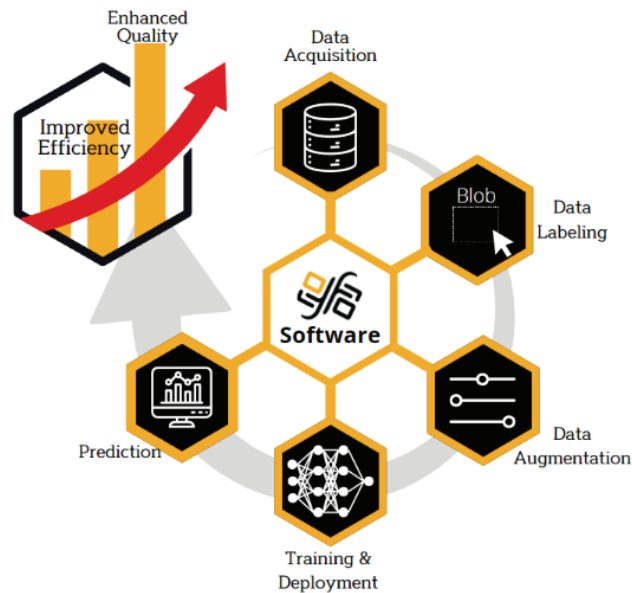 Enhanced
Quality
Improved
Efficiency
Data
Acquisition
Blob
Data
Labeling
Software
Data
Augmentation
Training &
Deployment
Prediction